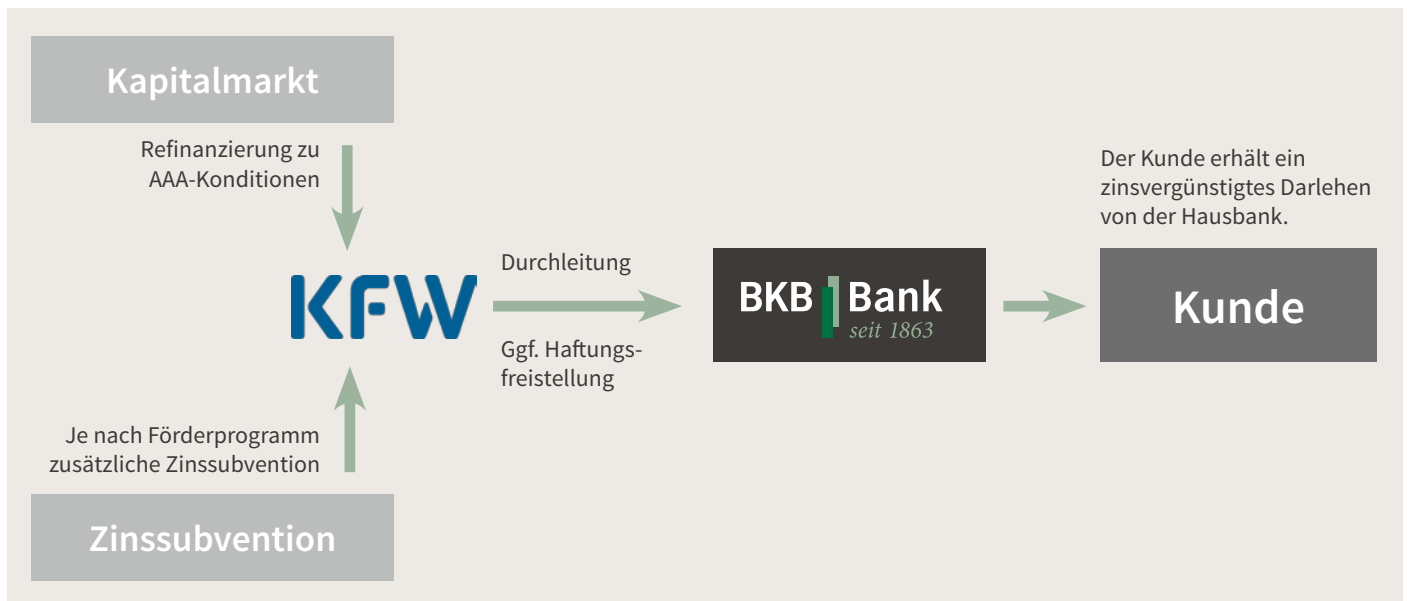 Kapitalmarkt
Refinanzierung zu
AAA-Konditionen
KFW
Je nach Förderprogramm
zusätzliche Zinssubvention
Zinssubvention
Durchleitung
Ggf. Haftungs-
freistellung
BKB Bank
seit 1863
Der Kunde erhält ein
zinsvergünstigtes Darlehen
von der Hausbank.
Kunde